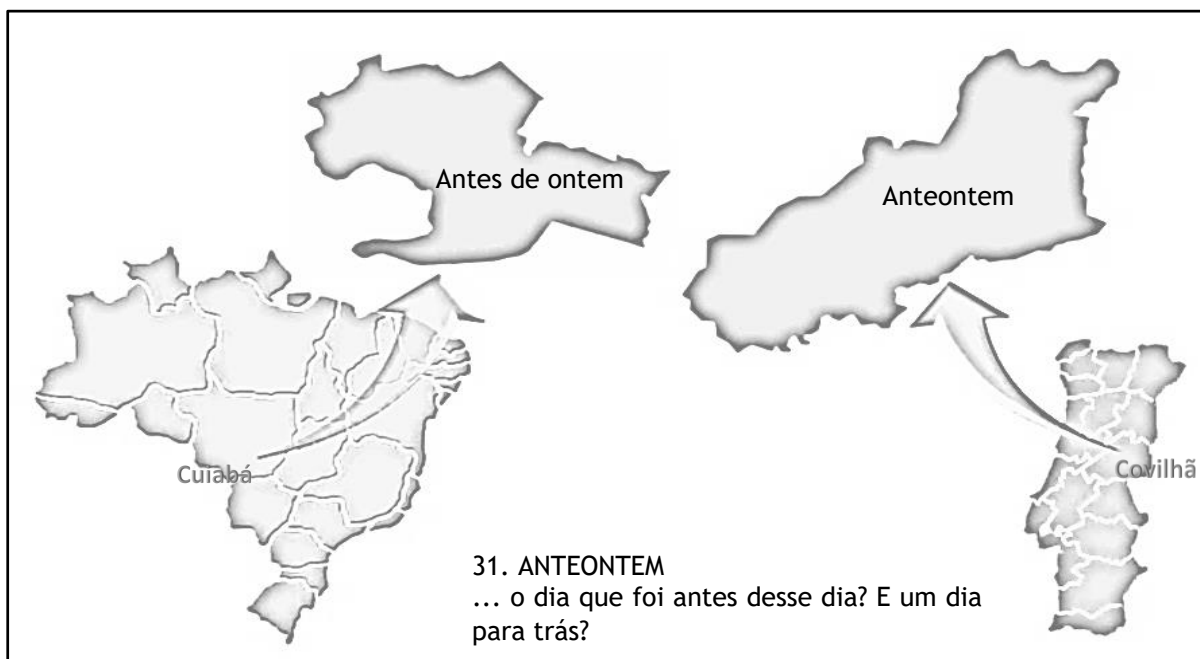 Antes de ontem
Anteontem
Cuiabá
Covilhã
31. ANTEONTEM
... o dia que foi antes desse dia? E um dia
para trás?